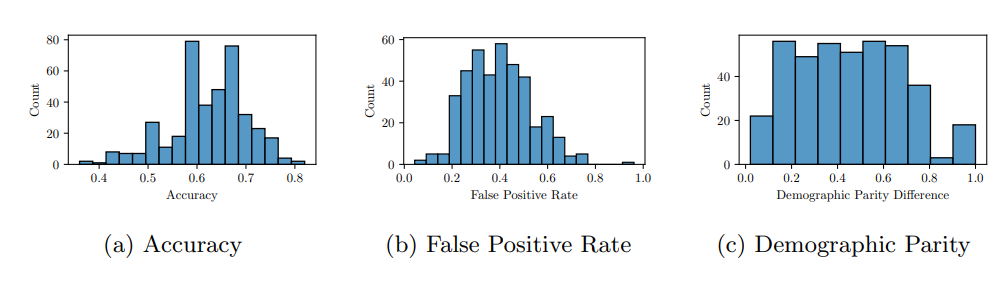 80
60
40
20
0
Count
0.4 0.5 0.6 0.7 0.8
Accuracy
60
40
20
0
Count
0.0 0.2 0.4 0.6 0.8 1.0
False Positive Rate
40
20
0
Count
0.0 0.2 0.4 0.6 0.8 1.0
Demographic Parity Difference
(a) Accuracy
(b) False Positive Rate
(c) Demographic Parity